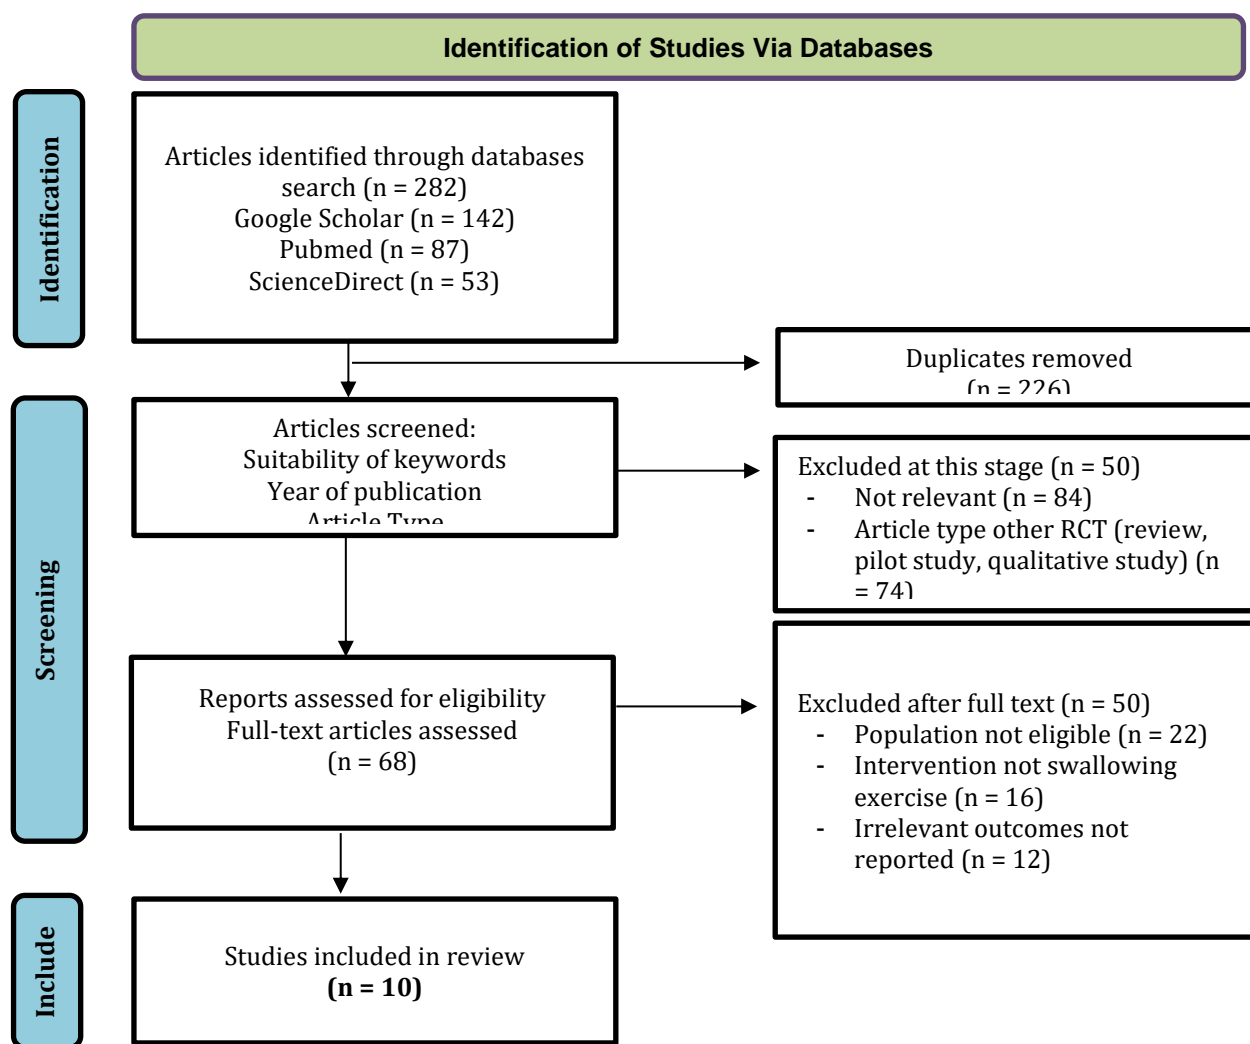 Identification of Studies Via Databases
Identification
Articles identified through databases
search (n = 282)
Google Scholar (n = 142)
Pubmed (n = 87)
ScienceDirect (n = 53)
Duplicates removed
(n = 226)
Screening
Articles screened:
Suitability of keywords
Year of publication
Article Type
Excluded at this stage (n = 50)
- Not relevant (n = 84)
- Article type other RCT (review,
pilot study, qualitative study) (n
= 74)
Reports assessed for eligibility
Full-text articles assessed
(n = 68)
Excluded after full text (n = 50)
- Population not eligible (n = 22)
- Intervention not swallowing
exercise (n = 16)
- Irrelevant outcomes not
reported (n = 12)
Include
Studies included in review
(n = 10)